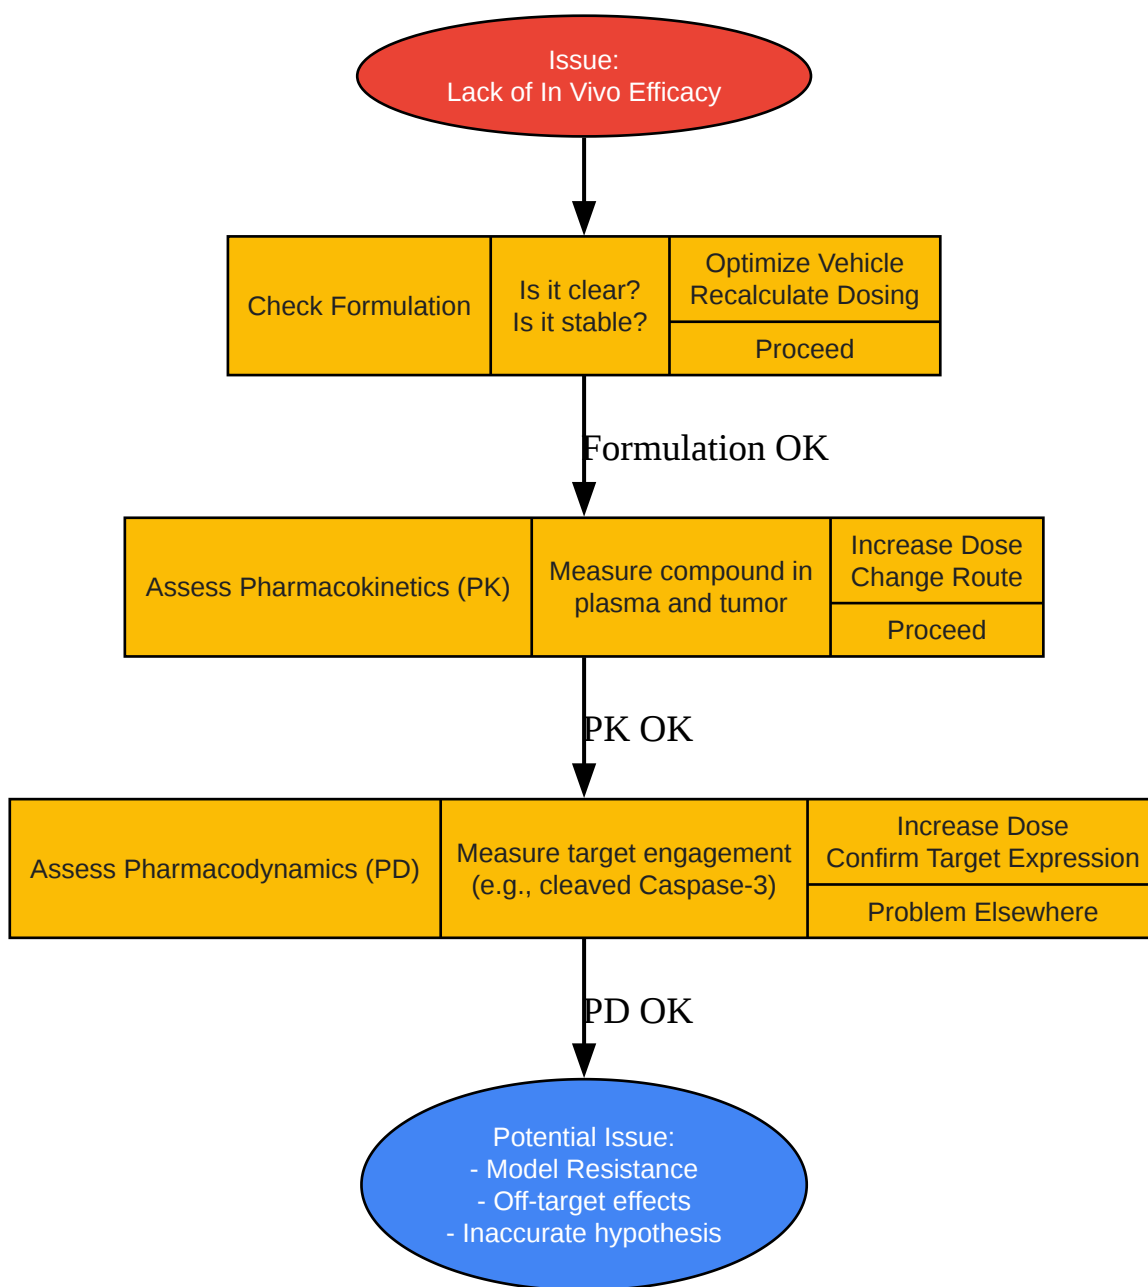 Issue:
Lack of In Vivo Efficacy
Check Formulation
Is it clear?
Is it stable?
Optimize Vehicle
Recalculate Dosing
Proceed
Formulation OK
Assess Pharmacokinetics (PK)
Measure compound in
plasma and tumor
Increase Dose
Change Route
Proceed
PK OK
Assess Pharmacodynamics (PD)
Measure target engagement
(e.g., cleaved Caspase-3)
Increase Dose
Confirm Target Expression
Problem Elsewhere
PD OK
Potential Issue:
- Model Resistance
- Off-target effects
- Inaccurate hypothesis